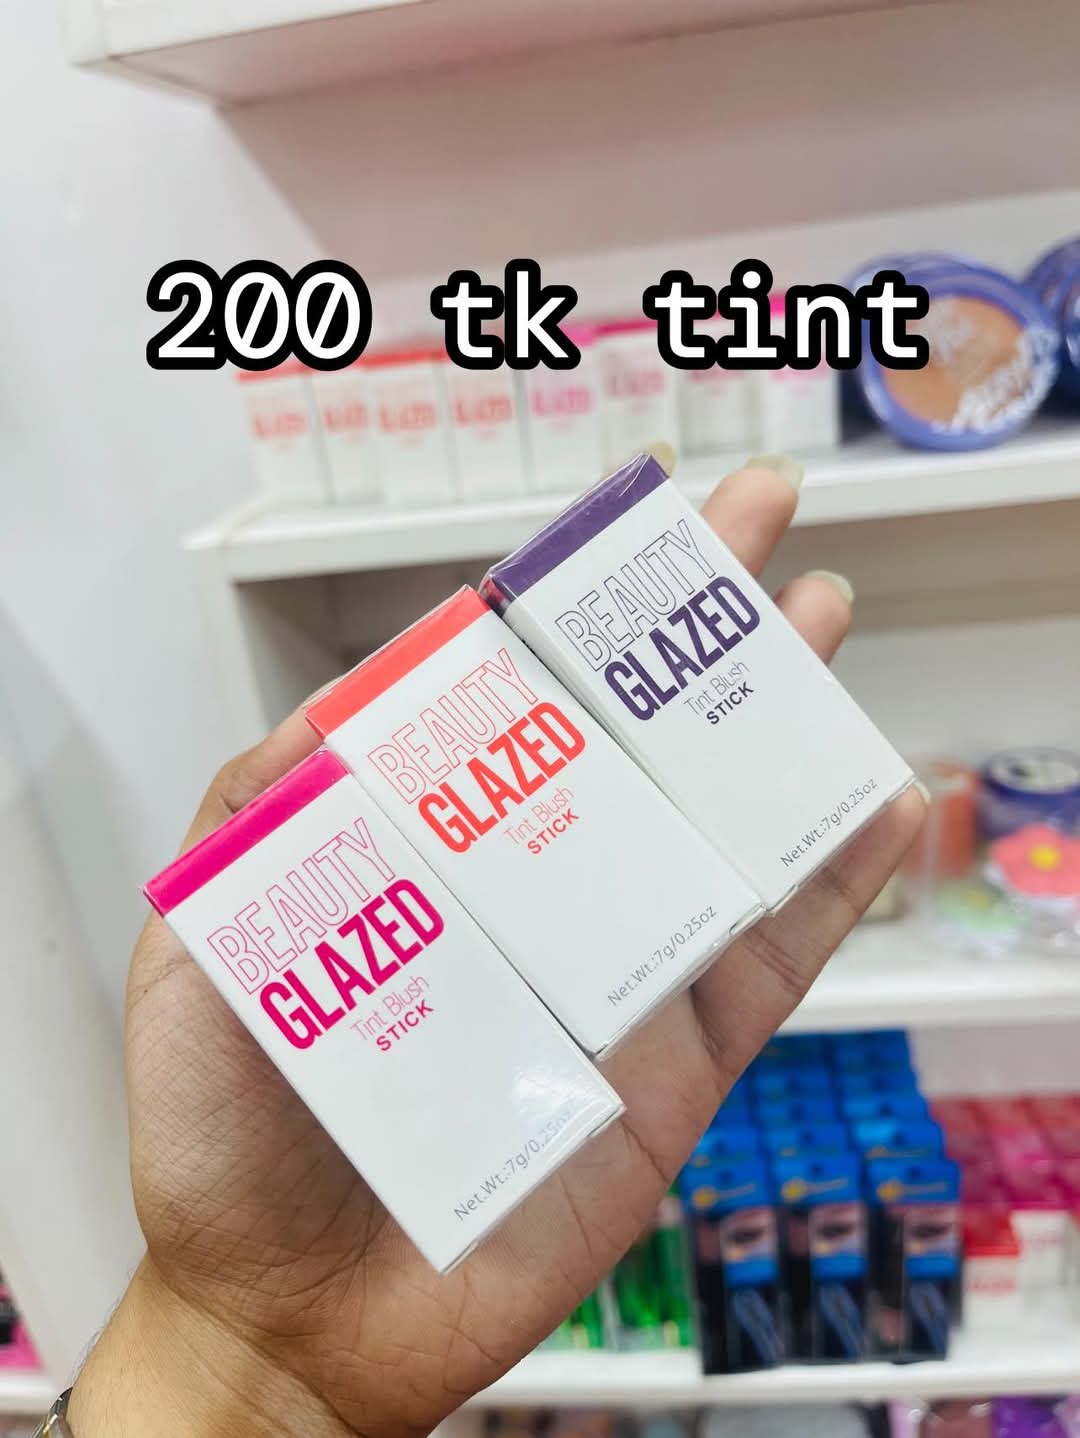 200 tk tint
BEAUTY
GLAZED
Tint Blush
STICK
Net.Wt.:7g/0.25oz
BEAUTY
GLAZED
Tint Blush
STICK
Net.Wt.:7g/0.25oz
BEAUTY
GLAZED
Tint Blush
STICK
Net.Wt.:7g/0.25oz